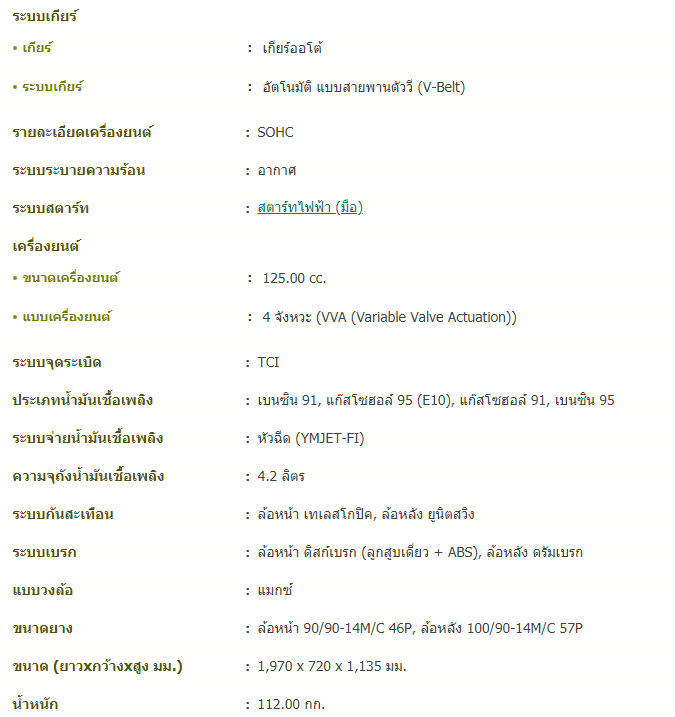 ระบบเกียร์
• เกียร์ : เกียร์ออโต้
• ระบบเกียร์ : อัตโนมัติ แบบสายพานตัววี (V-Belt)
รายละเอียดเครื่องยนต์ : SOHC
ระบบระบายความร้อน : อากาศ
ระบบสตาร์ท : สตาร์ทไฟฟ้า (มือ)
เครื่องยนต์
• ขนาดเครื่องยนต์ : 125.00 cc.
• แบบเครื่องยนต์ : 4 จังหวะ (VVA (Variable Valve Actuation))
ระบบจุดระเบิด : TCI
ประเภทน้ำมันเชื้อเพลิง : เบนซิน 91, แก๊สโซฮอล์ 95 (E10), แก๊สโซฮอล์ 91, เบนซิน 95
ระบบจ่ายน้ำมันเชื้อเพลิง : หัวฉีด (YMJET-FI)
ความจุถังน้ำมันเชื้อเพลิง : 4.2 ลิตร
ระบบกันสะเทือน : ล้อหน้า เทเลสโกปิค, ล้อหลัง ยูนิตสวิง
ระบบเบรก : ล้อหน้า ดิสก์เบรก (ลูกสูบเดี่ยว + ABS), ล้อหลัง ดรัมเบรก
แบบวงล้อ : แมกซ์
ขนาดยาง : ล้อหน้า 90/90-14M/C 46P, ล้อหลัง 100/90-14M/C 57P
ขนาด (ยาวxกว้างxสูง มม.) : 1,970 x 720 x 1,135 มม.
น้ำหนัก : 112.00 กก.